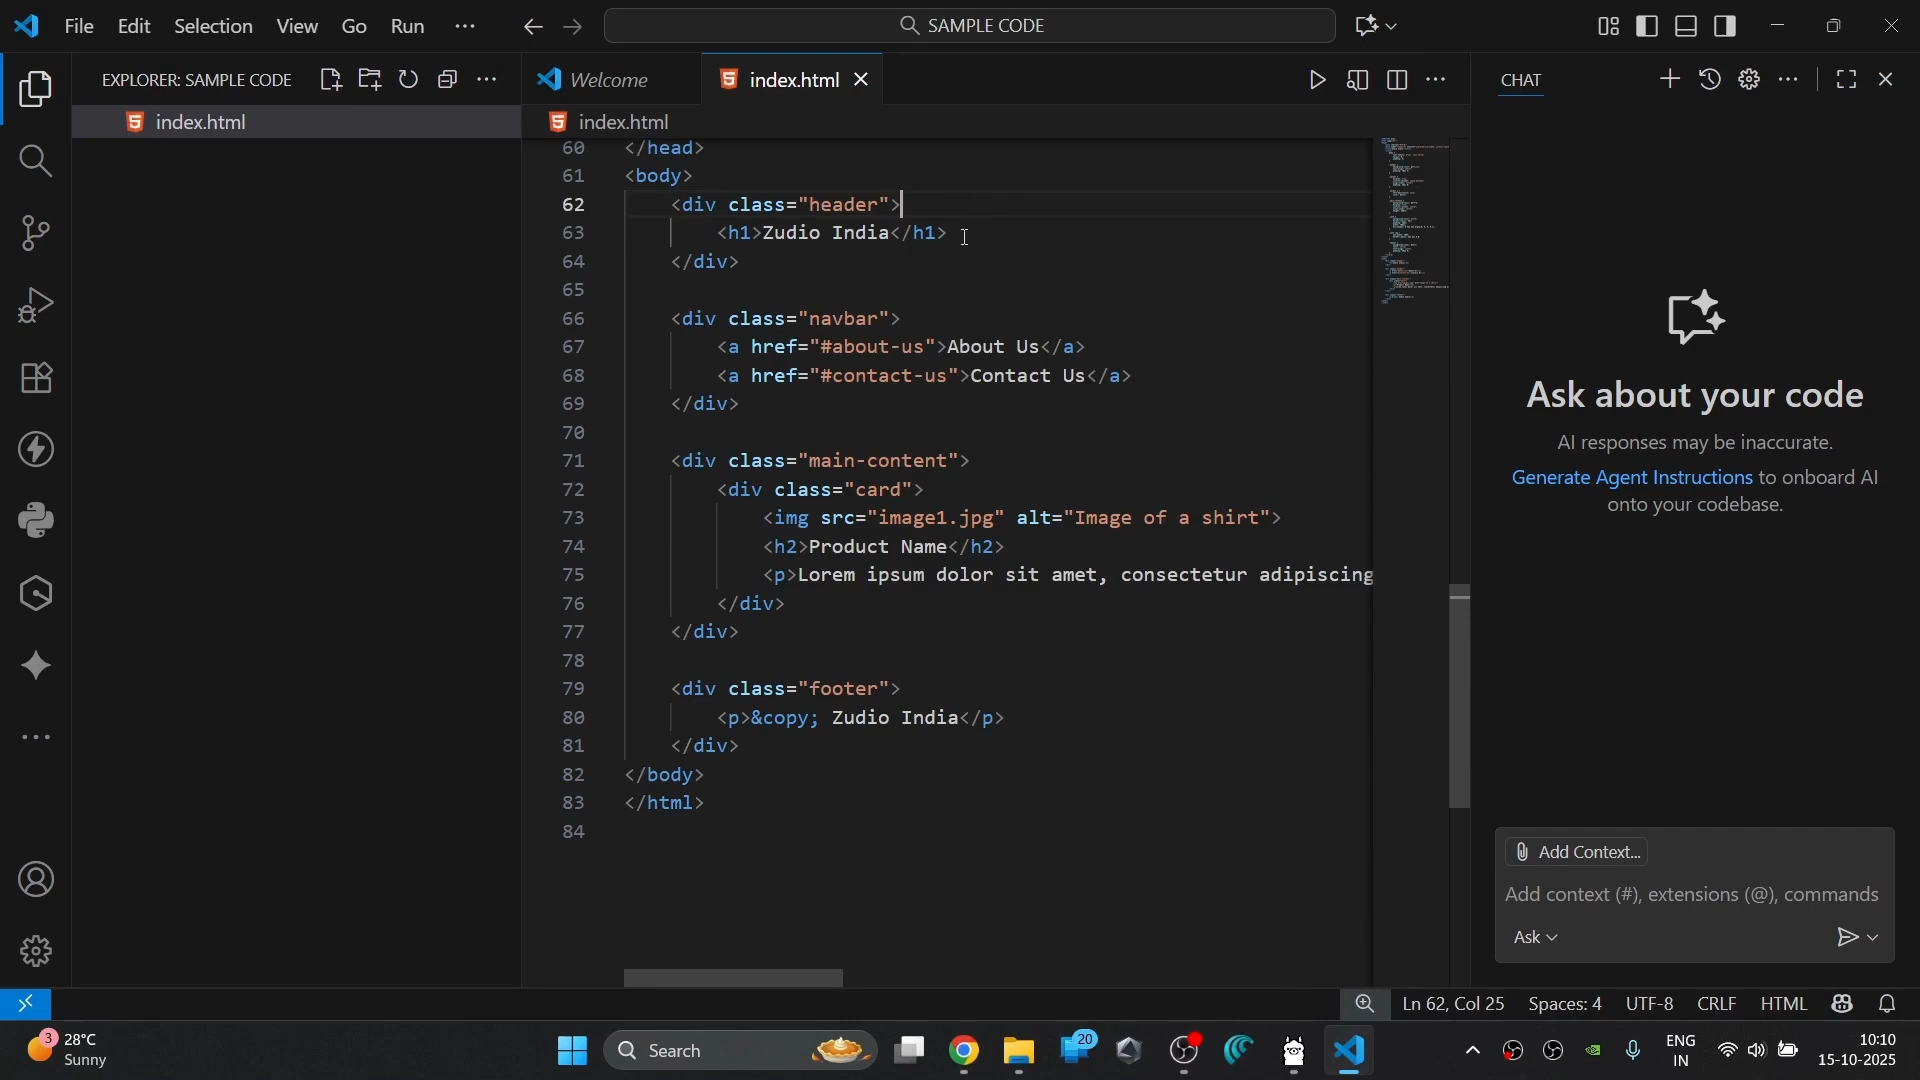 File Edit Selection View Go Run
SAMPLE CODE
EXPLORER: SAMPLE CODE
index.html
Welcome
index.html
index.html
60 </head>
61 <body>
62 <div class="header">
63 <h1>Zudio India</h1>
64 </div>
65
66 <div class="navbar">
67 <a href="#about-us">About Us</a>
68 <a href="#contact-us">Contact Us</a>
69 </div>
70
71 <div class="main-content">
72 <div class="card">
73 <img src="image1.jpg" alt="Image of a shirt">
74 <h2>Product Name</h2>
75 <p>Lorem ipsum dolor sit amet, consectetur adipiscing
76 </div>
77 </div>
78
79 <div class="footer">
80 <p>&copy; Zudio India</p>
81 </div>
82 </body>
83 </html>
84
CHAT
Ask about your code
AI responses may be inaccurate.
Generate Agent Instructions to onboard AI
onto your codebase.
Add Context...
Add context (#), extensions (@), commands
Ask
Ln 62, Col 25 Spaces: 4 UTF-8 CRLF HTML
3
28°C
Sunny
Search
20
ENG
IN
10:10
15-10-2025